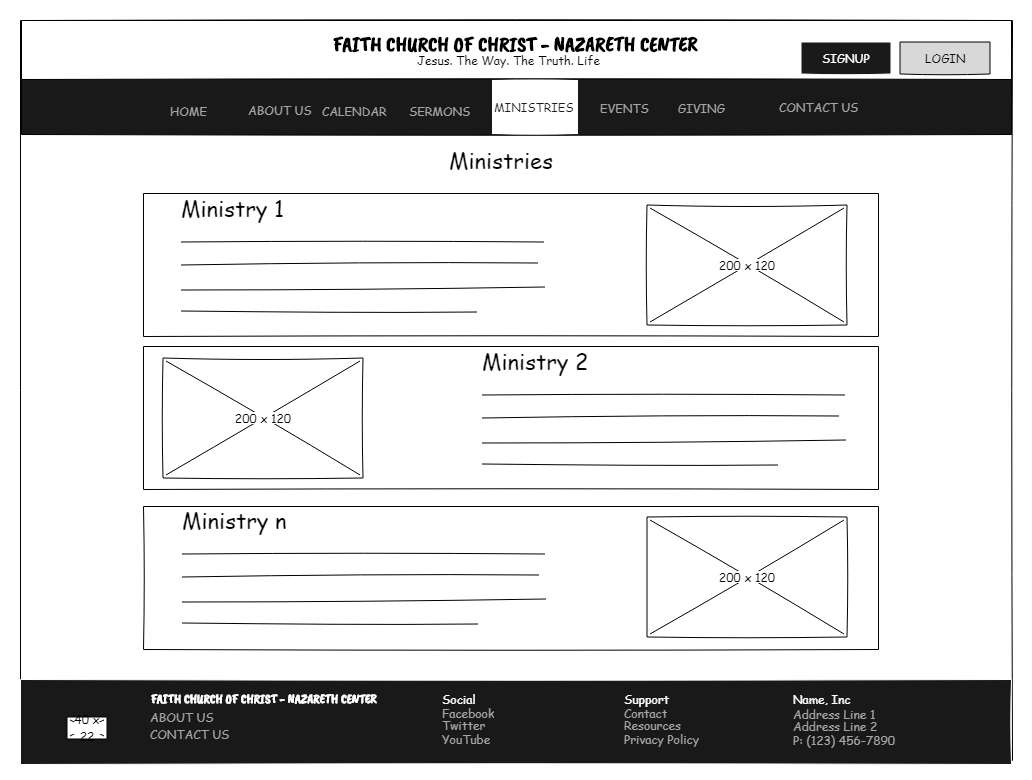 FAITH CHURCH OF CHRIST - NAZARETH CENTER
Jesus. The Way. The Truth. Life
SIGNUP
LOGIN
HOME
ABOUT US
CALENDAR
SERMONS
MINISTRIES
EVENTS
GIVING
CONTACT US
Ministries
Ministry 1
200 x 120
Ministry 2
200 x 120
Ministry n
200 x 120
40 x
22
FAITH CHURCH OF CHRIST - NAZARETH CENTER
ABOUT US
CONTACT US
Social
Facebook
Twitter
YouTube
Support
Contact
Resources
Privacy Policy
Name, Inc
Address Line 1
Address Line 2
P: (123) 456-7890